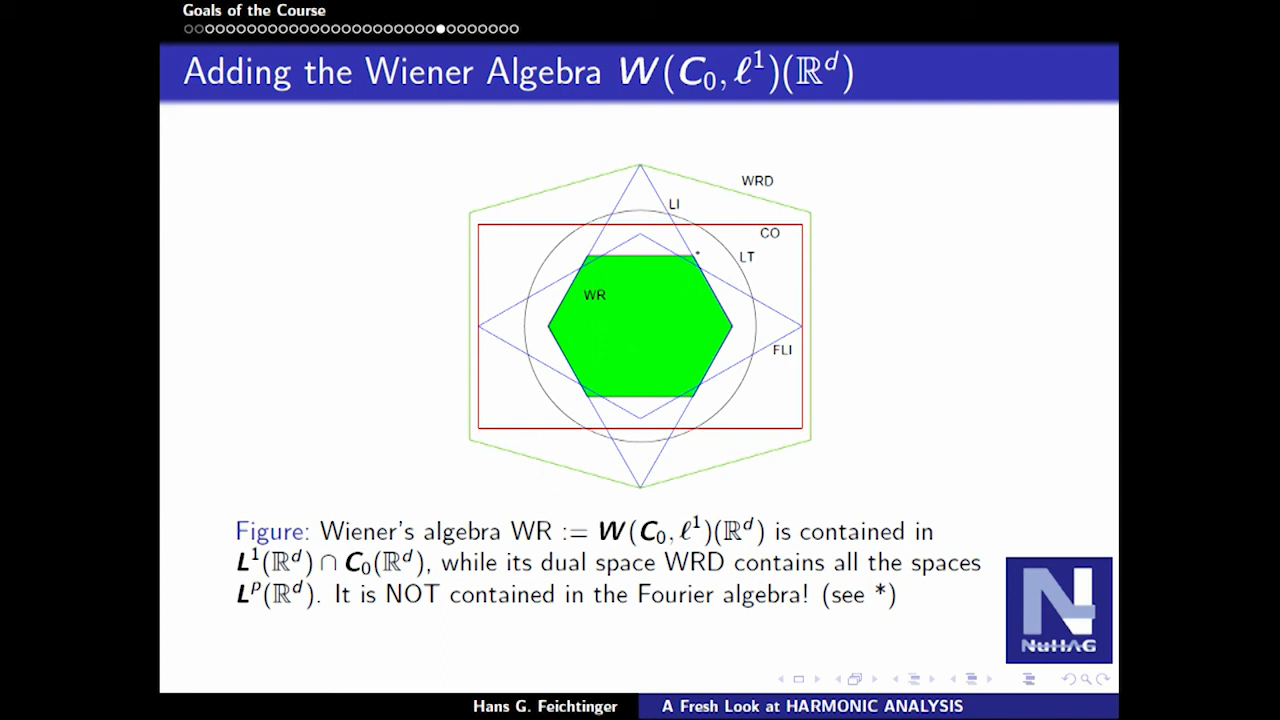 Goals of the Course
Adding the Wiener Algebra W(C₀, ℓ¹)(ℝᵈ)
WRD
LI
CO
LT
*
WR
FLI
Figure: Wiener's algebra WR := W(C₀, ℓ¹)(ℝᵈ) is contained in
L¹(ℝᵈ) ∩ C₀(ℝᵈ), while its dual space WRD contains all the spaces
Lᵖ(ℝᵈ). It is NOT contained in the Fourier algebra! (see *)
NuHAG
Hans G. Feichtinger
A Fresh Look at HARMONIC ANALYSIS